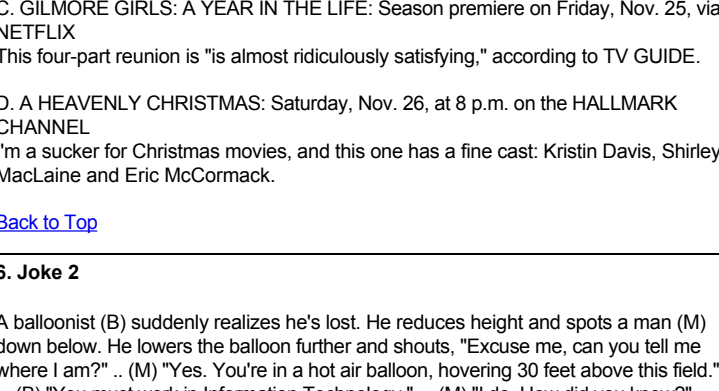 C. GILMORE GIRLS: A YEAR IN THE LIFE: Season premiere on Friday, Nov. 25, via
NETFLIX
This four-part reunion is "is almost ridiculously satisfying," according to TV GUIDE.
D. A HEAVENLY CHRISTMAS: Saturday, Nov. 26, at 8 p.m. on the HALLMARK
CHANNEL
I'm a sucker for Christmas movies, and this one has a fine cast: Kristin Davis, Shirley
MacLaine and Eric McCormack.
Back to Top
6. Joke 2
A balloonist (B) suddenly realizes he's lost. He reduces height and spots a man (M)
down below. He lowers the balloon further and shouts, "Excuse me, can you tell me
where I am?" .. (M) "Yes. You're in a hot air balloon, hovering 30 feet above this field."
.. (B) "You must work in Information Technology." .. (M) "I do. How did you know?"